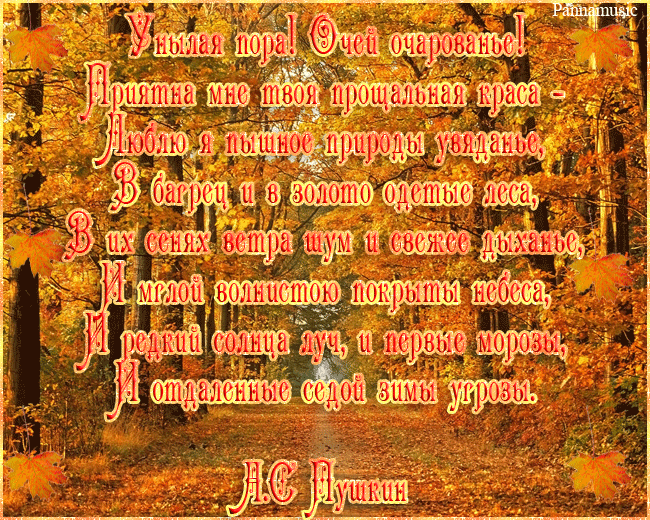 Pannamusic
Унылая пора! Очей очарованье!
Приятна мне твоя прощальная краса -
Люблю я пышное природы увяданье,
В багрец и в золото одетые леса,
В их сенях ветра шум и свежее дыханье,
И мглой волнистою покрыты небеса,
И редкий солнца луч, и первые морозы,
И отдаленные седой зимы угрозы.
А.С Пушкин